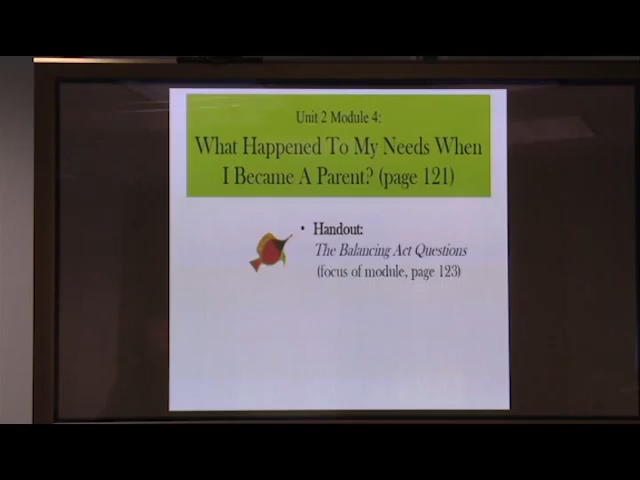 Unit 2 Module 4:
What Happened To My Needs When
I Became A Parent? (page 121)
• Handout:
The Balancing Act Questions
(focus of module, page 123)